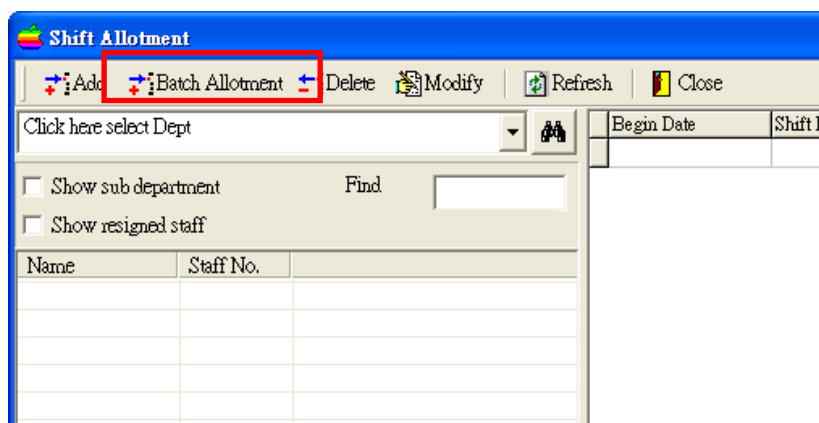 Shift Allotment
Add Batch Allotment Delete Modify Refresh Close
Click here select Dept
Begin Date Shift
Show sub department Find
Show resigned staff
Name Staff No.